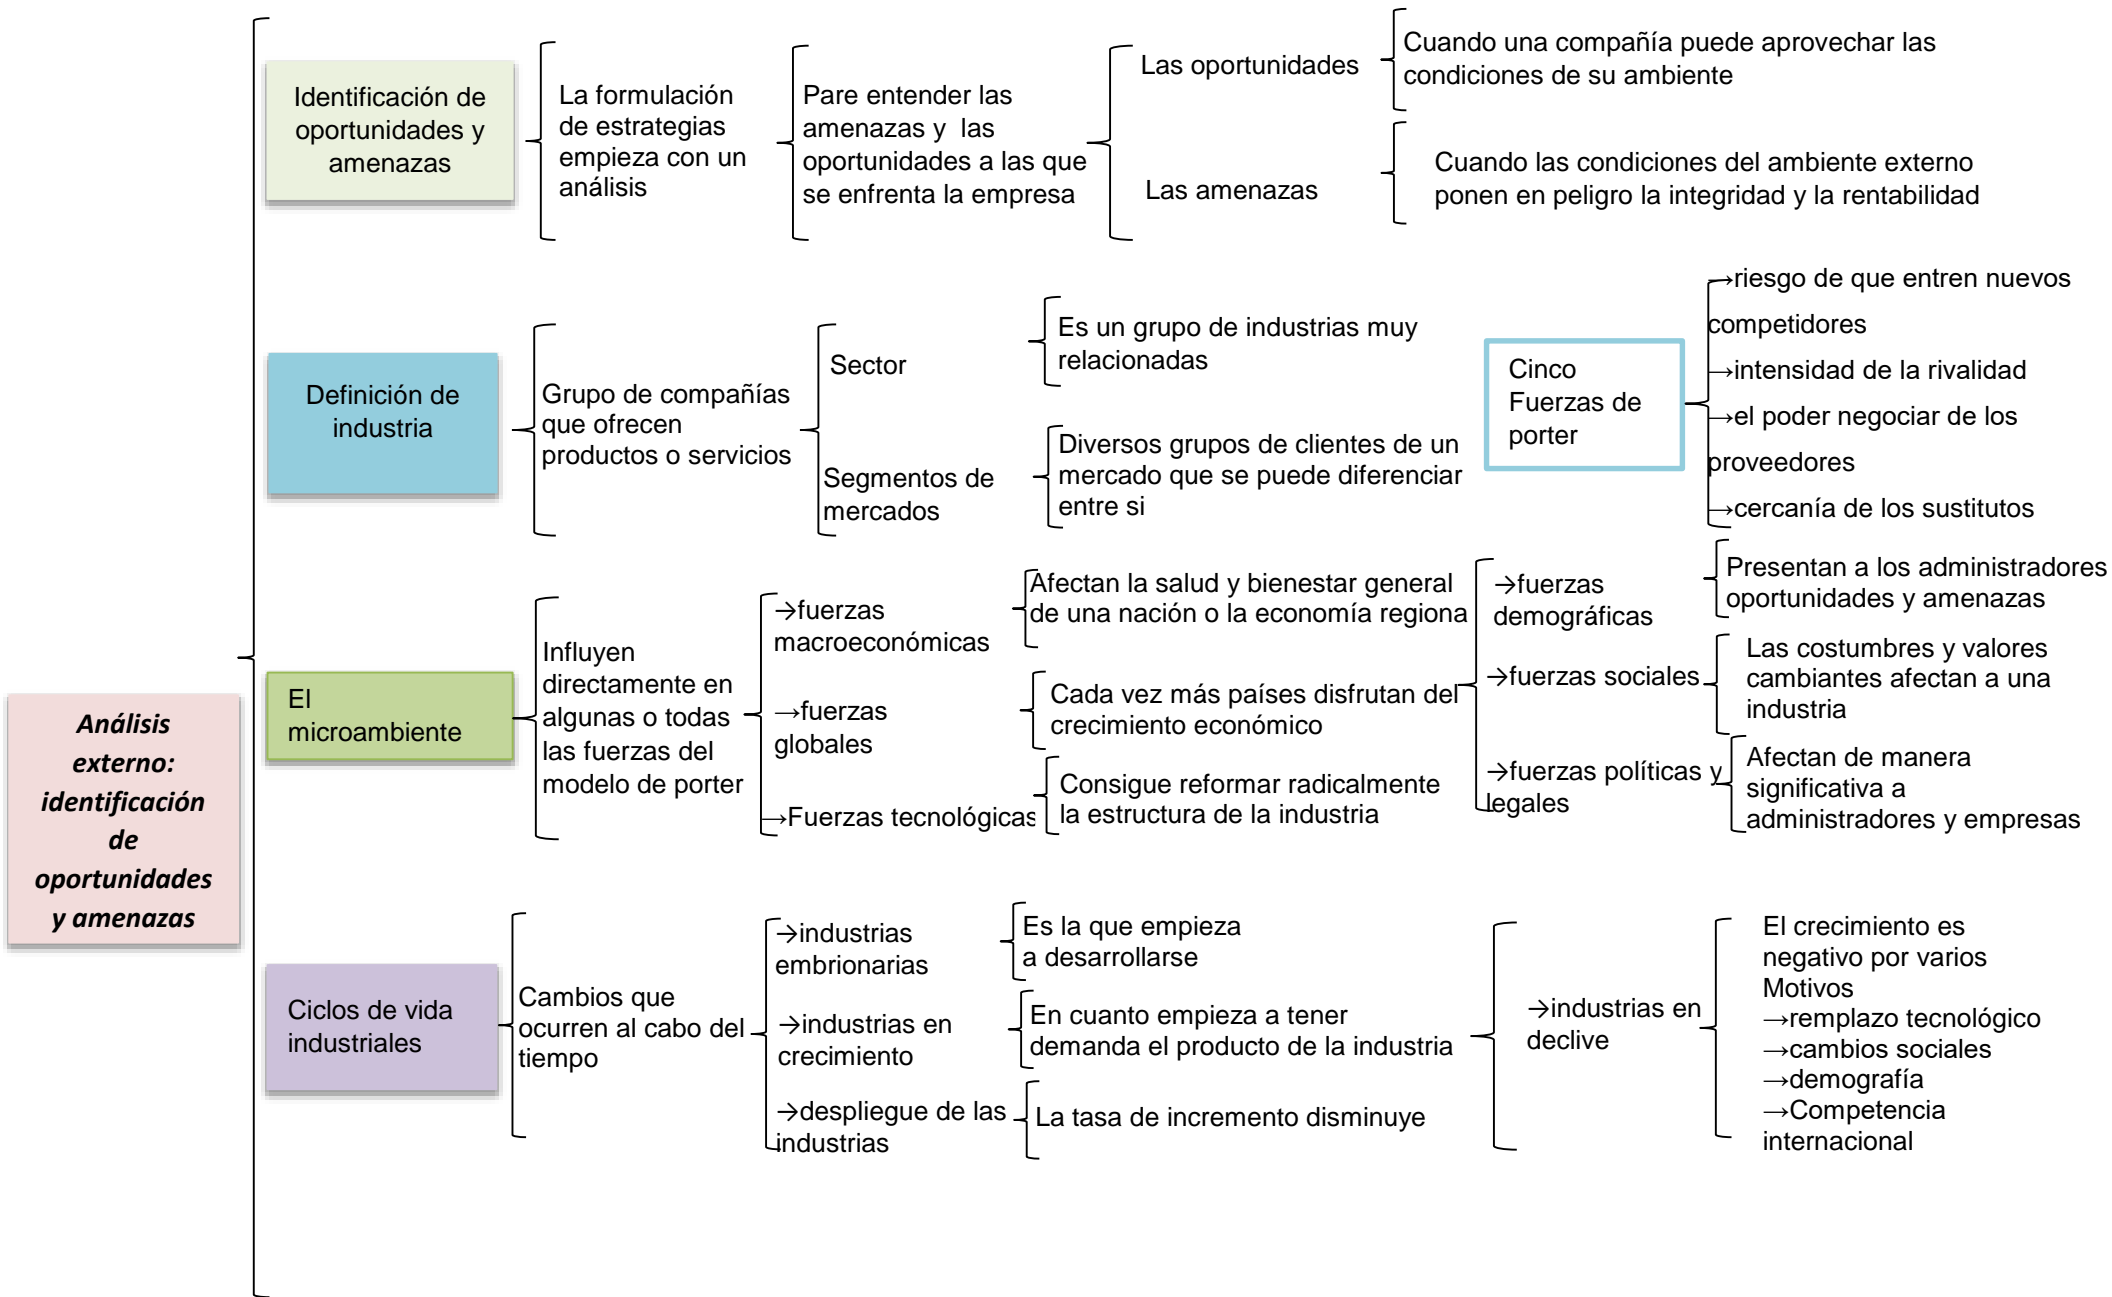 Análisis
externo:
identificación
de
oportunidades
y amenazas
Identificación de
oportunidades y
amenazas
La formulación
de estrategias
empieza con un
análisis
Pare entender las
amenazas y las
oportunidades a las que
se enfrenta la empresa
Las oportunidades
Cuando una compañía puede aprovechar las
condiciones de su ambiente
Las amenazas
Cuando las condiciones del ambiente externo
ponen en peligro la integridad y la rentabilidad
Definición de
industria
Grupo de compañías
que ofrecen
productos o servicios
Sector
Es un grupo de industrias muy
relacionadas
Segmentos de
mercados
Diversos grupos de clientes de un
mercado que se puede diferenciar
entre si
Cinco
Fuerzas de
porter
→riesgo de que entren nuevos
competidores
→intensidad de la rivalidad
→el poder negociar de los
proveedores
→cercanía de los sustitutos
El
microambiente
Influyen
directamente en
algunas o todas
las fuerzas del
modelo de porter
→fuerzas
macroeconómicas
Afectan la salud y bienestar general
de una nación o la economía regiona
→fuerzas
globales
Cada vez más países disfrutan del
crecimiento económico
→Fuerzas tecnológicas
Consigue reformar radicalmente
la estructura de la industria
→fuerzas
demográficas
Presentan a los administradores
oportunidades y amenazas
→fuerzas sociales
Las costumbres y valores
cambiantes afectan a una
industria
→fuerzas políticas y
legales
Afectan de manera
significativa a
administradores y empresas
Ciclos de vida
industriales
Cambios que
ocurren al cabo del
tiempo
→industrias
embrionarias
Es la que empieza
a desarrollarse
→industrias en
crecimiento
En cuanto empieza a tener
demanda el producto de la industria
→despliegue de las
industrias
La tasa de incremento disminuye
→industrias en
declive
El crecimiento es
negativo por varios
Motivos
→remplazo tecnológico
→cambios sociales
→demografía
→Competencia
internacional